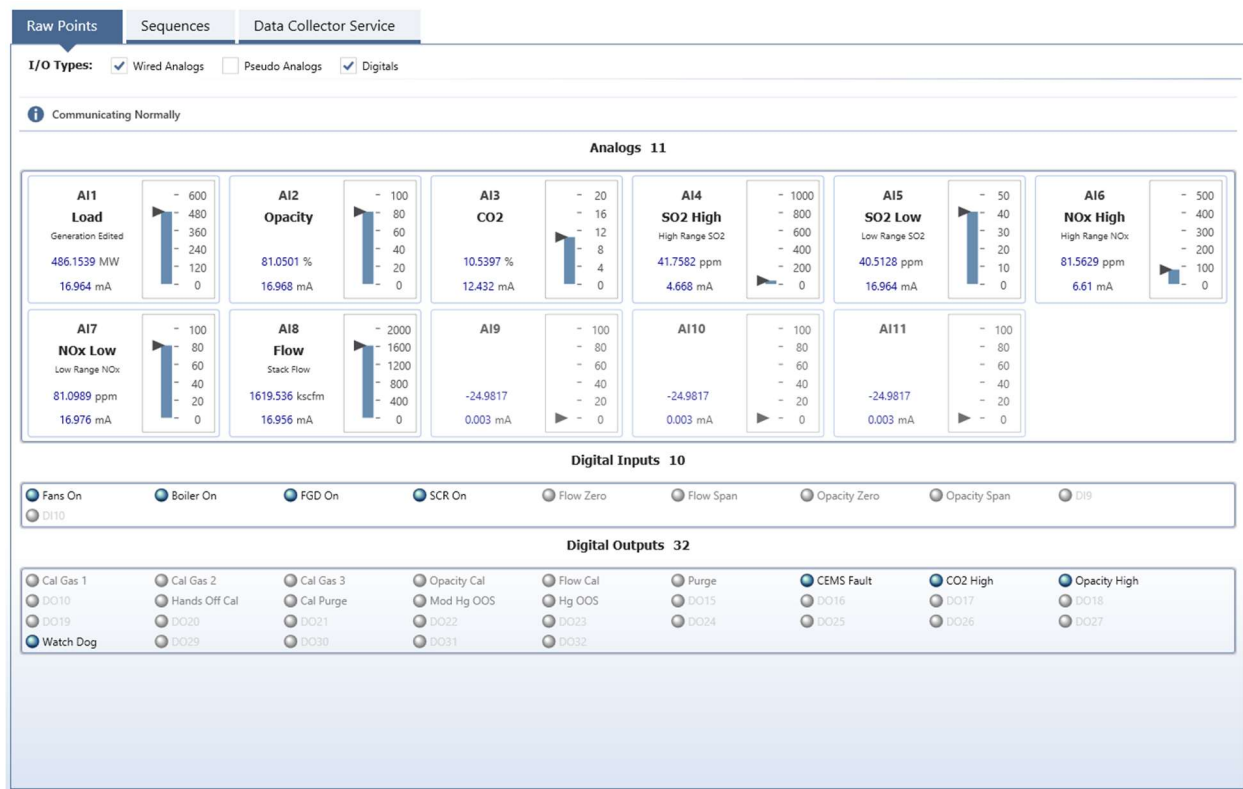 Raw Points Sequences Data Collector Service
I/O Types: Wired Analogs Pseudo Analogs Digitals
Communicating Normally
Analogs 11
AI1
Load
Generation Edited
486.1539 MW
16.964 mA
600
480
360
240
120
0
AI2
Opacity
81.0501 %
16.968 mA
100
80
60
40
20
0
AI3
CO2
10.5397 %
12.432 mA
20
16
12
8
4
0
AI4
SO2 High
High Range SO2
41.7582 ppm
4.668 mA
1000
800
600
400
200
0
AI5
SO2 Low
Low Range SO2
40.5128 ppm
16.964 mA
50
40
30
20
10
0
AI6
NOx High
High Range NOx
81.5629 ppm
6.61 mA
500
400
300
200
100
0
AI7
NOx Low
Low Range NOx
81.0989 ppm
16.976 mA
100
80
60
40
20
0
AI8
Flow
Stack Flow
1619.536 kscfm
16.956 mA
2000
1600
1200
800
400
0
AI9
-24.9817
0.003 mA
100
80
60
40
20
0
AI10
-24.9817
0.003 mA
100
80
60
40
20
0
AI11
-24.9817
0.003 mA
100
80
60
40
20
0
Digital Inputs 10
Fans On Boiler On FGD On SCR On Flow Zero Flow Span Opacity Zero Opacity Span DI9
DI10
Digital Outputs 32
Cal Gas 1 Cal Gas 2 Cal Gas 3 Opacity Cal Flow Cal Purge CEMS Fault CO2 High Opacity High
DO10 Hands Off Cal Cal Purge Mod Hg OOS Hg OOS DO15 DO16 DO17 DO18
DO19 DO20 DO21 DO22 DO23 DO24 DO25 DO26 DO27
Watch Dog DO29 DO30 DO31 DO32